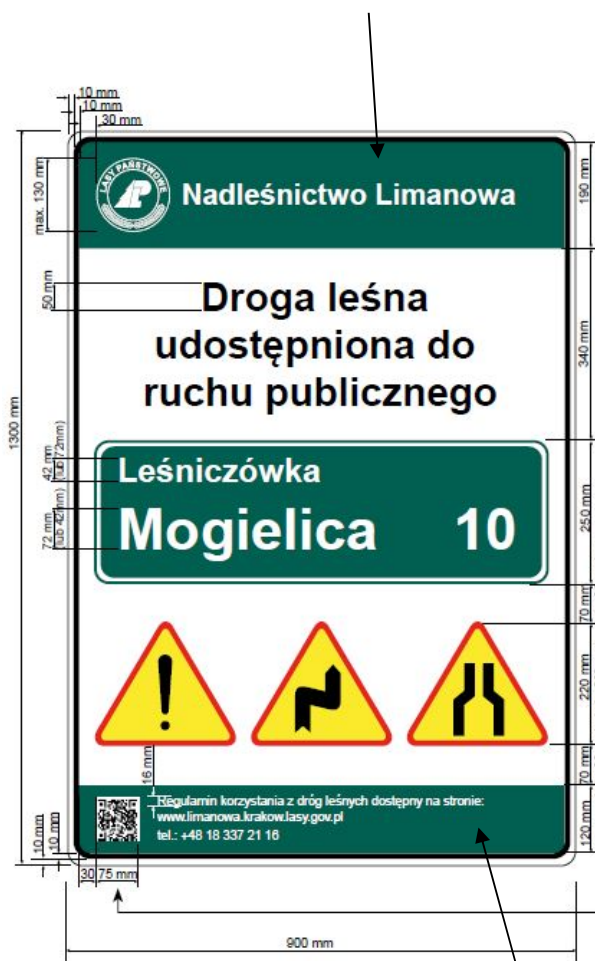 10 mm
10 mm
30 mm
max. 130 mm
LASY PAŃSTWOWE
Nadleśnictwo Limanowa
190 mm
50 mm
Droga leśna
udostępniona do
ruchu publicznego
340 mm
1300 mm
42 mm
(lub 72mm)
Leśniczówka
72 mm
(lub 42mm)
Mogielica 10
250 mm
70 mm
!
220 mm
70 mm
16 mm
Regulamin korzystania z dróg leśnych dostępny na stronie:
www.limanowa.krakow.lasy.gov.pl
tel.: +48 18 337 21 16
120 mm
10 mm
10 mm
30
75 mm
900 mm